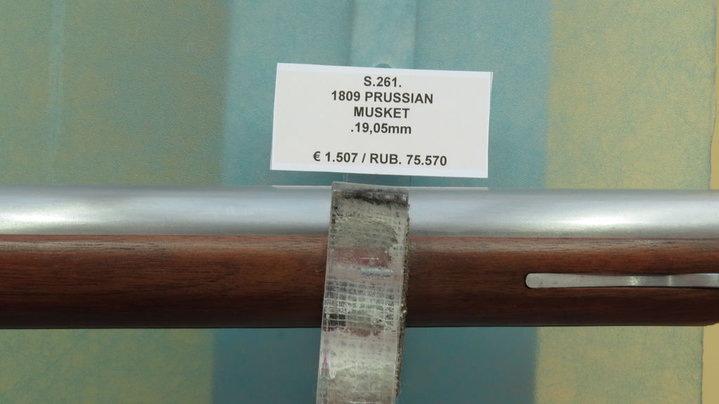 S.261.
1809 PRUSSIAN
MUSKET
.19,05mm
€ 1.507 / RUB. 75.570